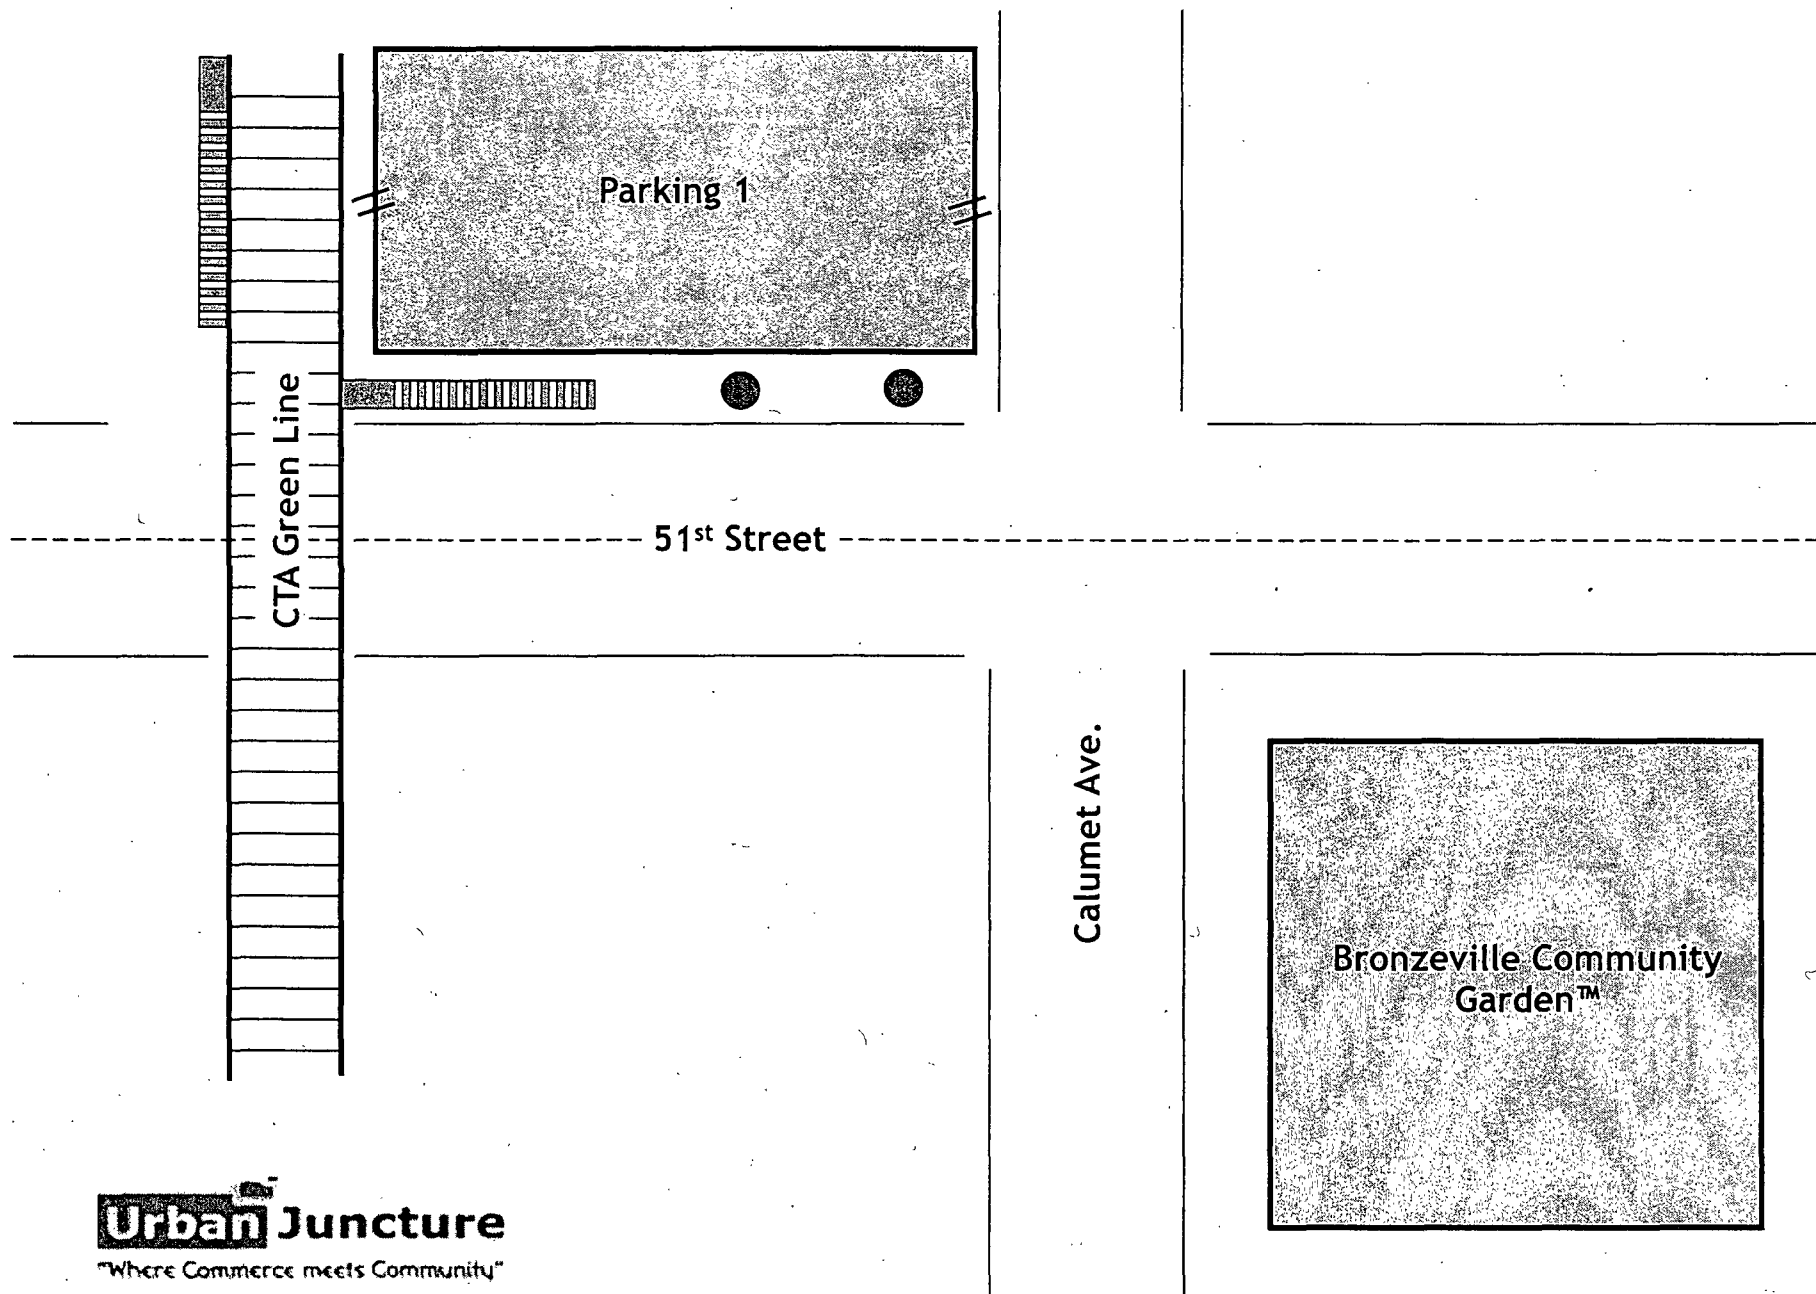 Parking 1
CTA Green Line
51st Street
Calumet Ave.
Bronzeville Community
Garden™
Urban Juncture
"Where Commerce meets Community"